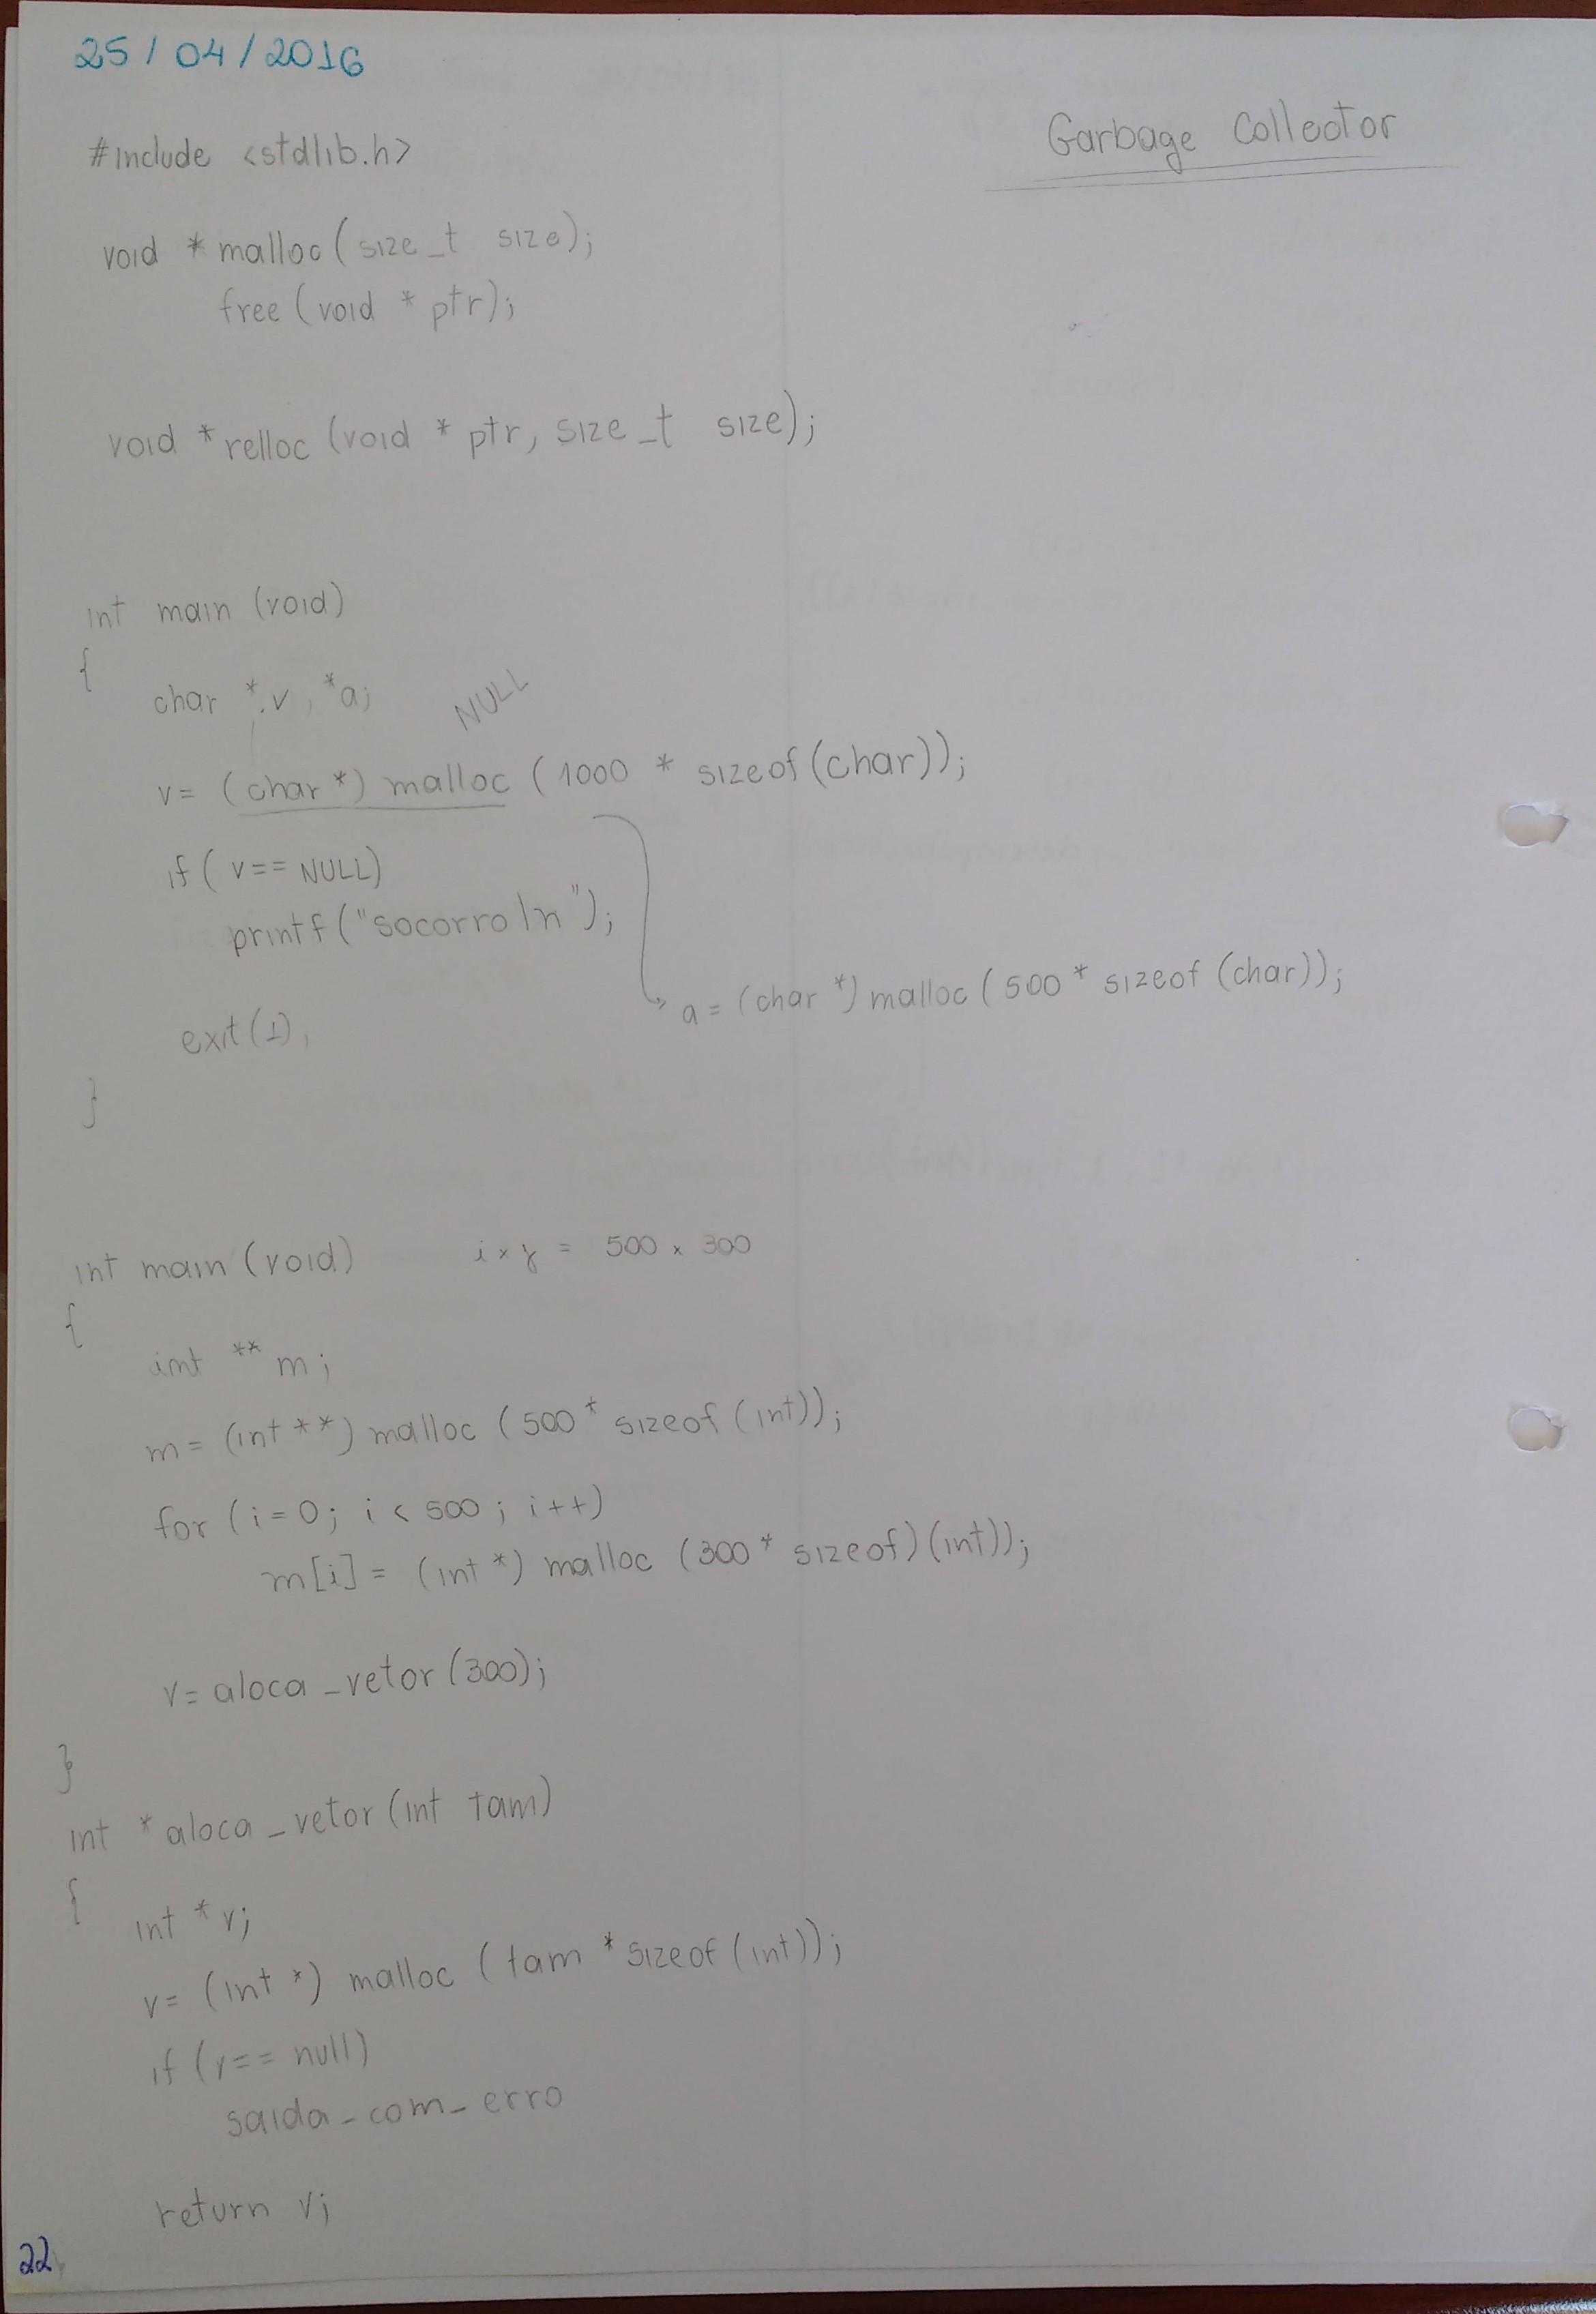 25/04/2016
Garbage Collector
#include <stdlib.h>
void *malloc(size_t size);
free(void *ptr);
void *relloc(void *ptr, size_t size);
int main(void)
{
char *v, *a;
NULL
v= (char*) malloc (1000 * sizeof(char));
if( v== NULL)
printf("socorro\n");
a = (char *) malloc (500 * sizeof (char));
exit(1),
}
int main(void) i x j = 500 x 300
{
int ** m;
m= (int **) malloc (500 * sizeof (int));
for (i=0; i < 500; i++)
m[i] = (int *) malloc (300 * sizeof)(int));
v= aloca_vetor(300);
}
int *aloca_vetor(int tam)
{
int *v;
v= (int *) malloc (tam * sizeof (int));
if (v== null)
saida_com_erro
return v;
22